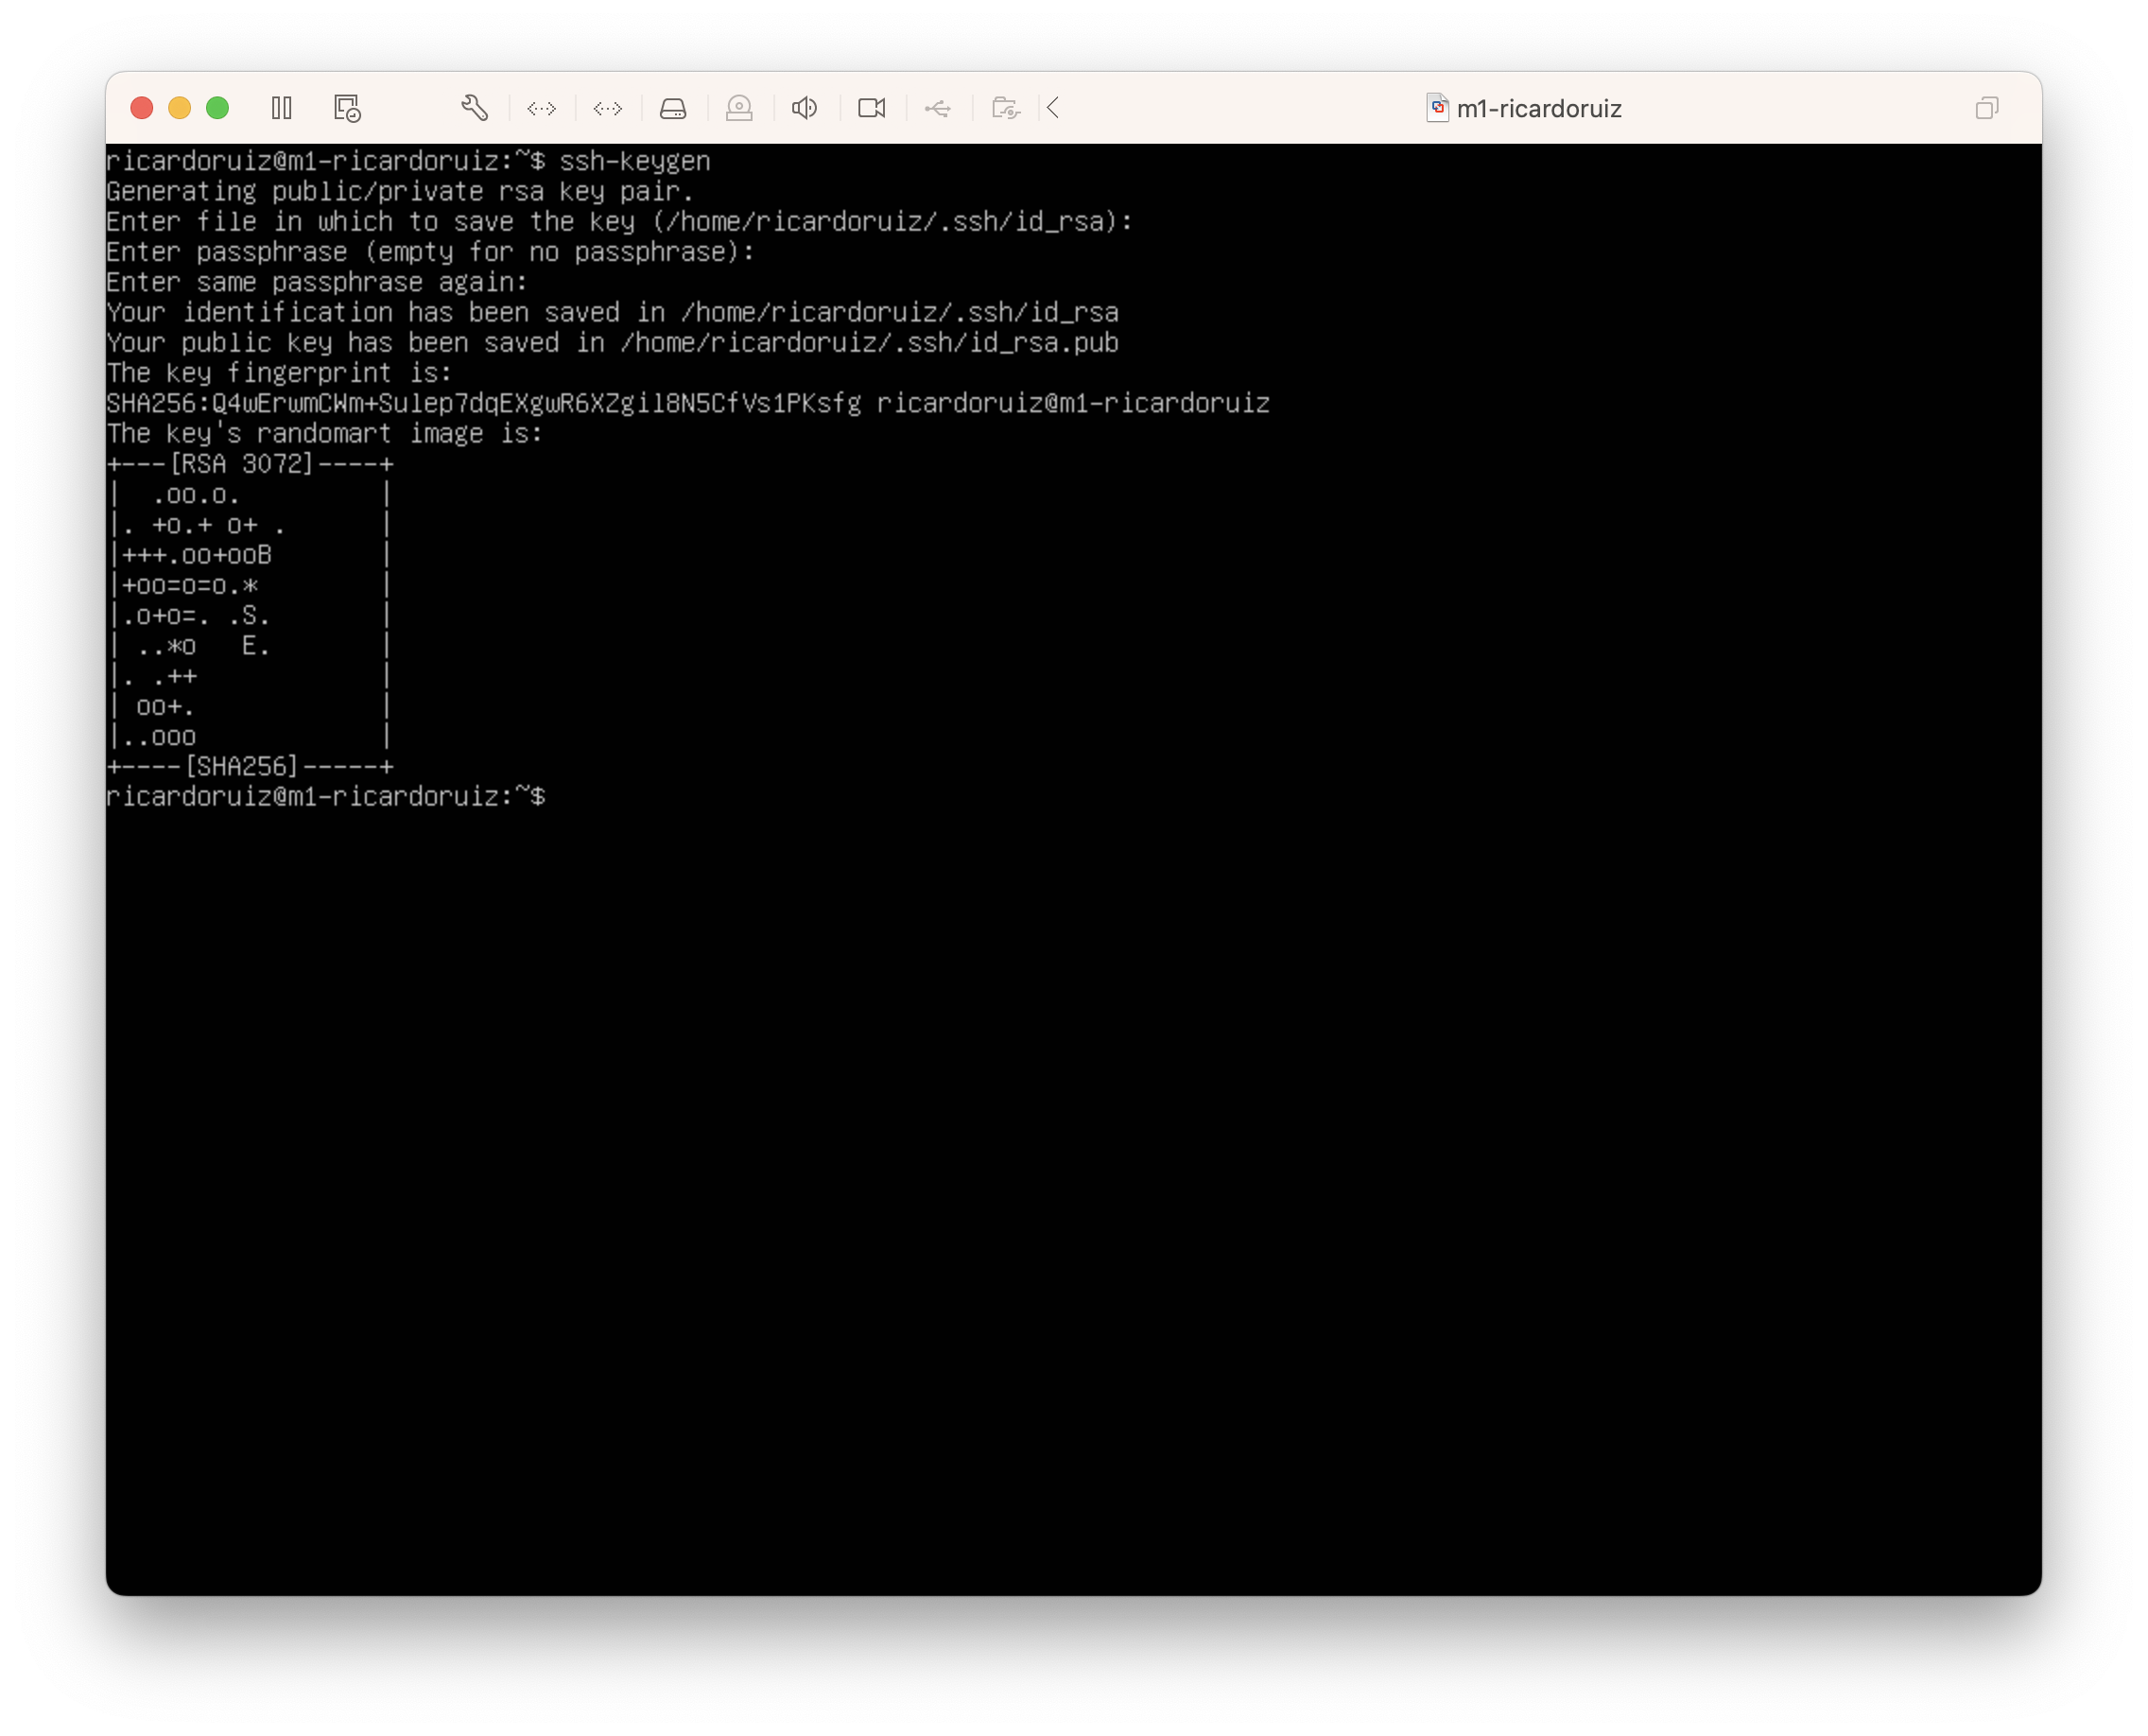 m1-ricardoruiz
ricardoruiz@m1-ricardoruiz:~$ ssh-keygen
Generating public/private rsa key pair.
Enter file in which to save the key (/home/ricardoruiz/.ssh/id_rsa):
Enter passphrase (empty for no passphrase):
Enter same passphrase again:
Your identification has been saved in /home/ricardoruiz/.ssh/id_rsa
Your public key has been saved in /home/ricardoruiz/.ssh/id_rsa.pub
The key fingerprint is:
SHA256:Q4wErwmCWm+Sulep7dqEXgwR6XZgil8N5CfVs1PKsfg ricardoruiz@m1-ricardoruiz
The key's randomart image is:
+---[RSA 3072]----+
|  .oo.o.         |
|. +o.+ o+ .      |
|+++.oo+ooB       |
|+oo=o=o.*        |
|.o+o=. .S.       |
| ..*o   E.       |
|. .++            |
| oo+.            |
|..ooo            |
+----[SHA256]-----+
ricardoruiz@m1-ricardoruiz:~$